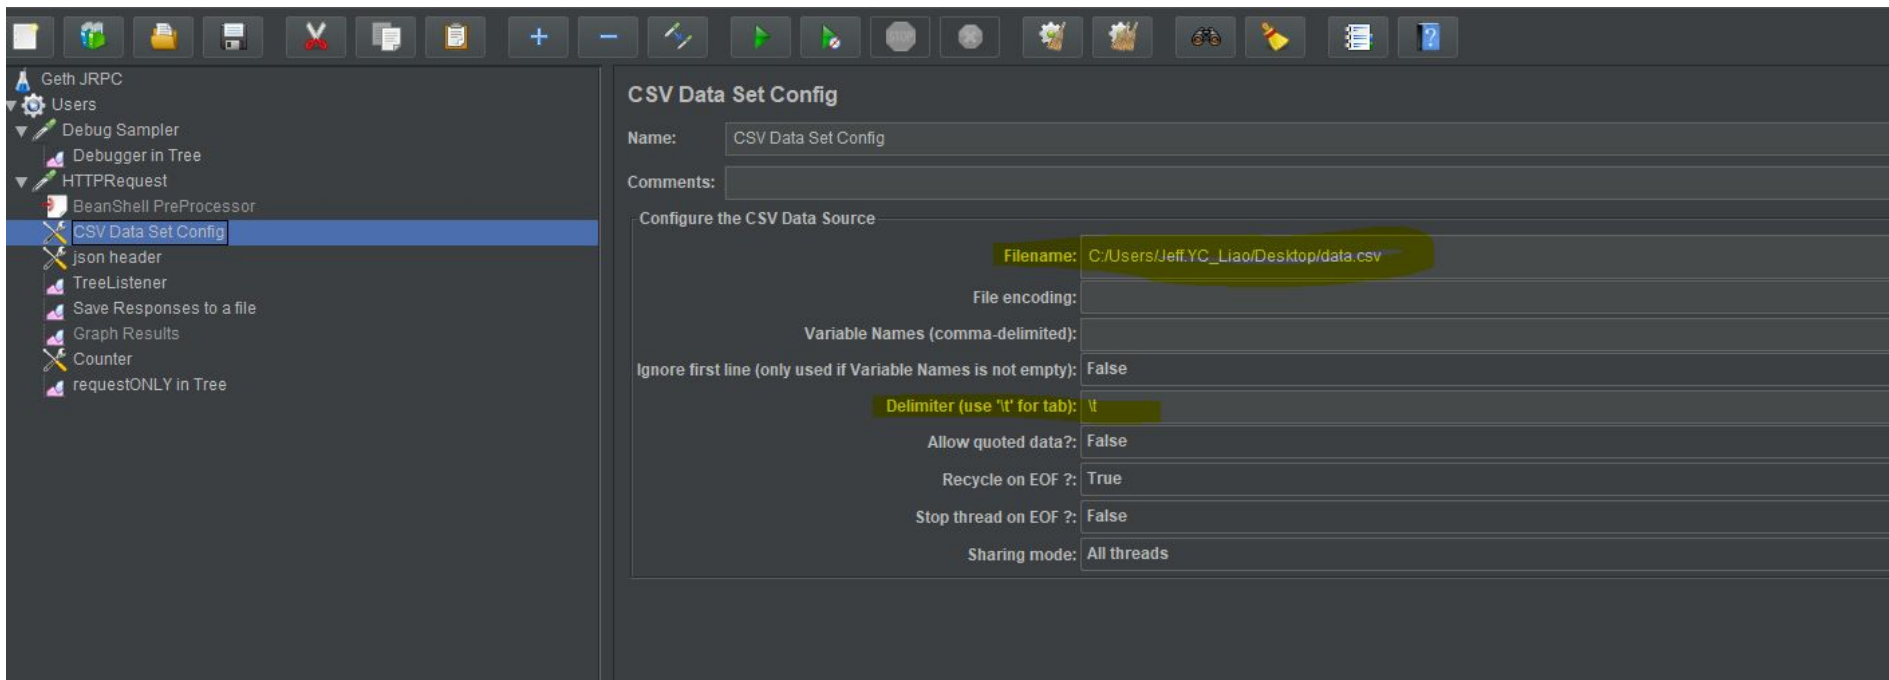 STOP
?
Geth JRPC
Users
Debug Sampler
Debugger in Tree
HTTPRequest
BeanShell PreProcessor
CSV Data Set Config
json header
TreeListener
Save Responses to a file
Graph Results
Counter
requestONLY in Tree
CSV Data Set Config
Name: CSV Data Set Config
Comments:
Configure the CSV Data Source
Filename: C:/Users/Jeff.YC_Liao/Desktop/data.csv
File encoding:
Variable Names (comma-delimited):
Ignore first line (only used if Variable Names is not empty): False
Delimiter (use '\t' for tab): \t
Allow quoted data?: False
Recycle on EOF ?: True
Stop thread on EOF ?: False
Sharing mode: All threads